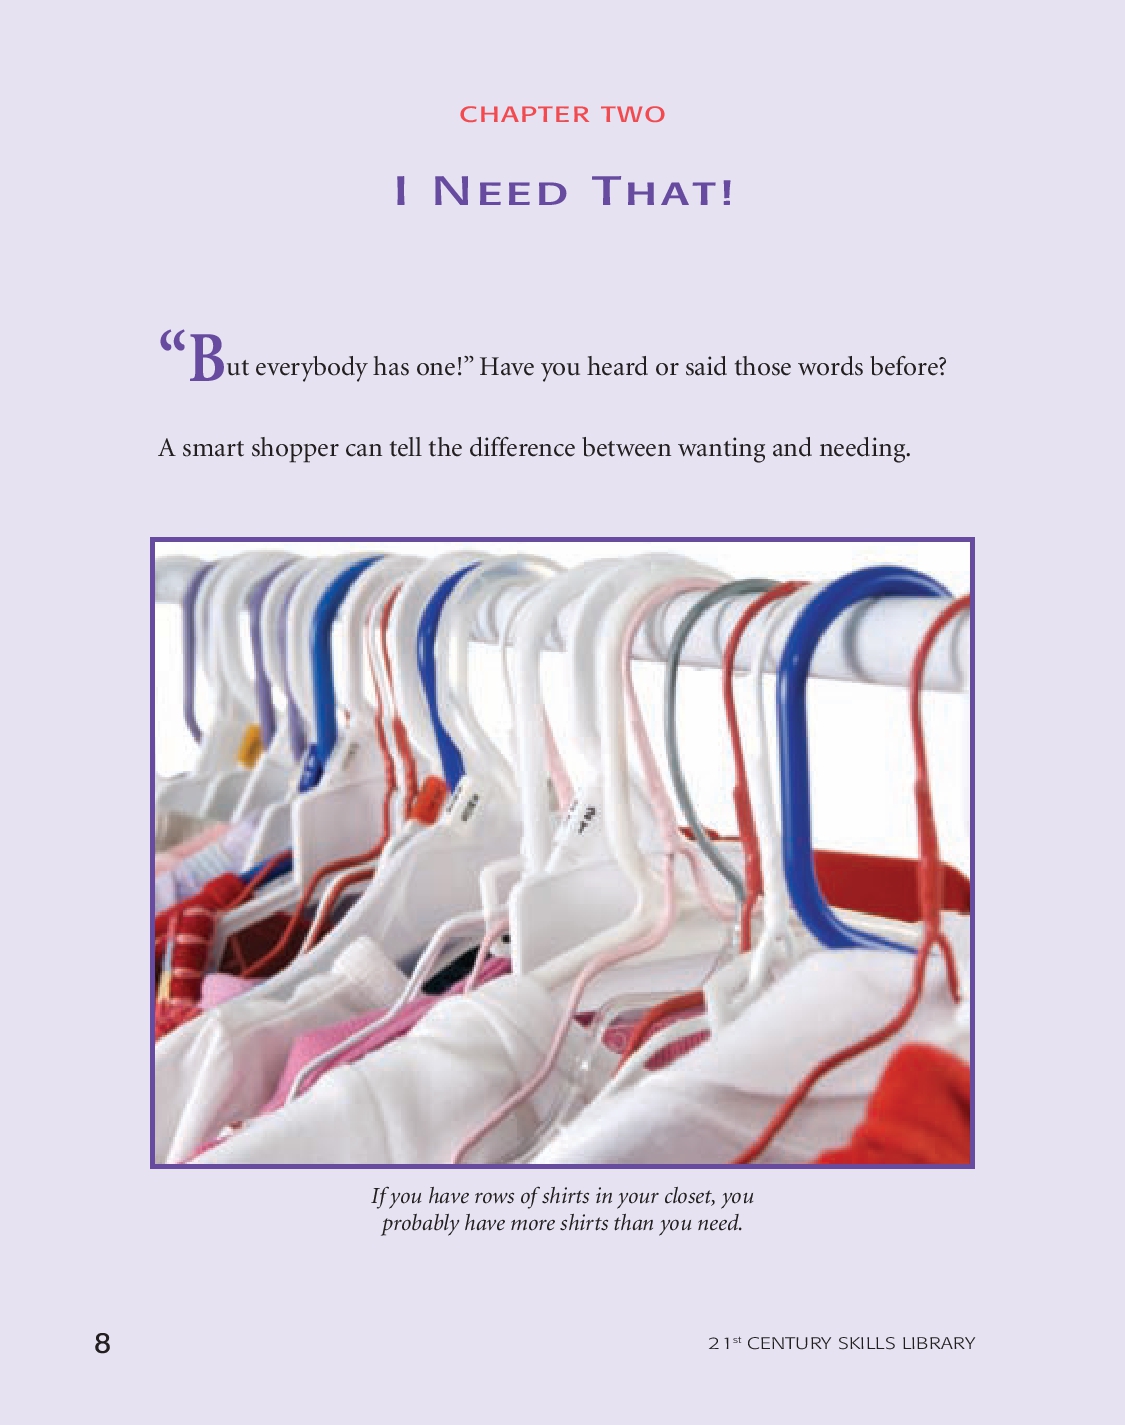 CHAPTER TWO
I NEED THAT!
“But everybody has one!” Have you heard or said those words before?
A smart shopper can tell the difference between wanting and needing.
If you have rows of shirts in your closet, you
probably have more shirts than you need.
8
21st CENTURY SKILLS LIBRARY